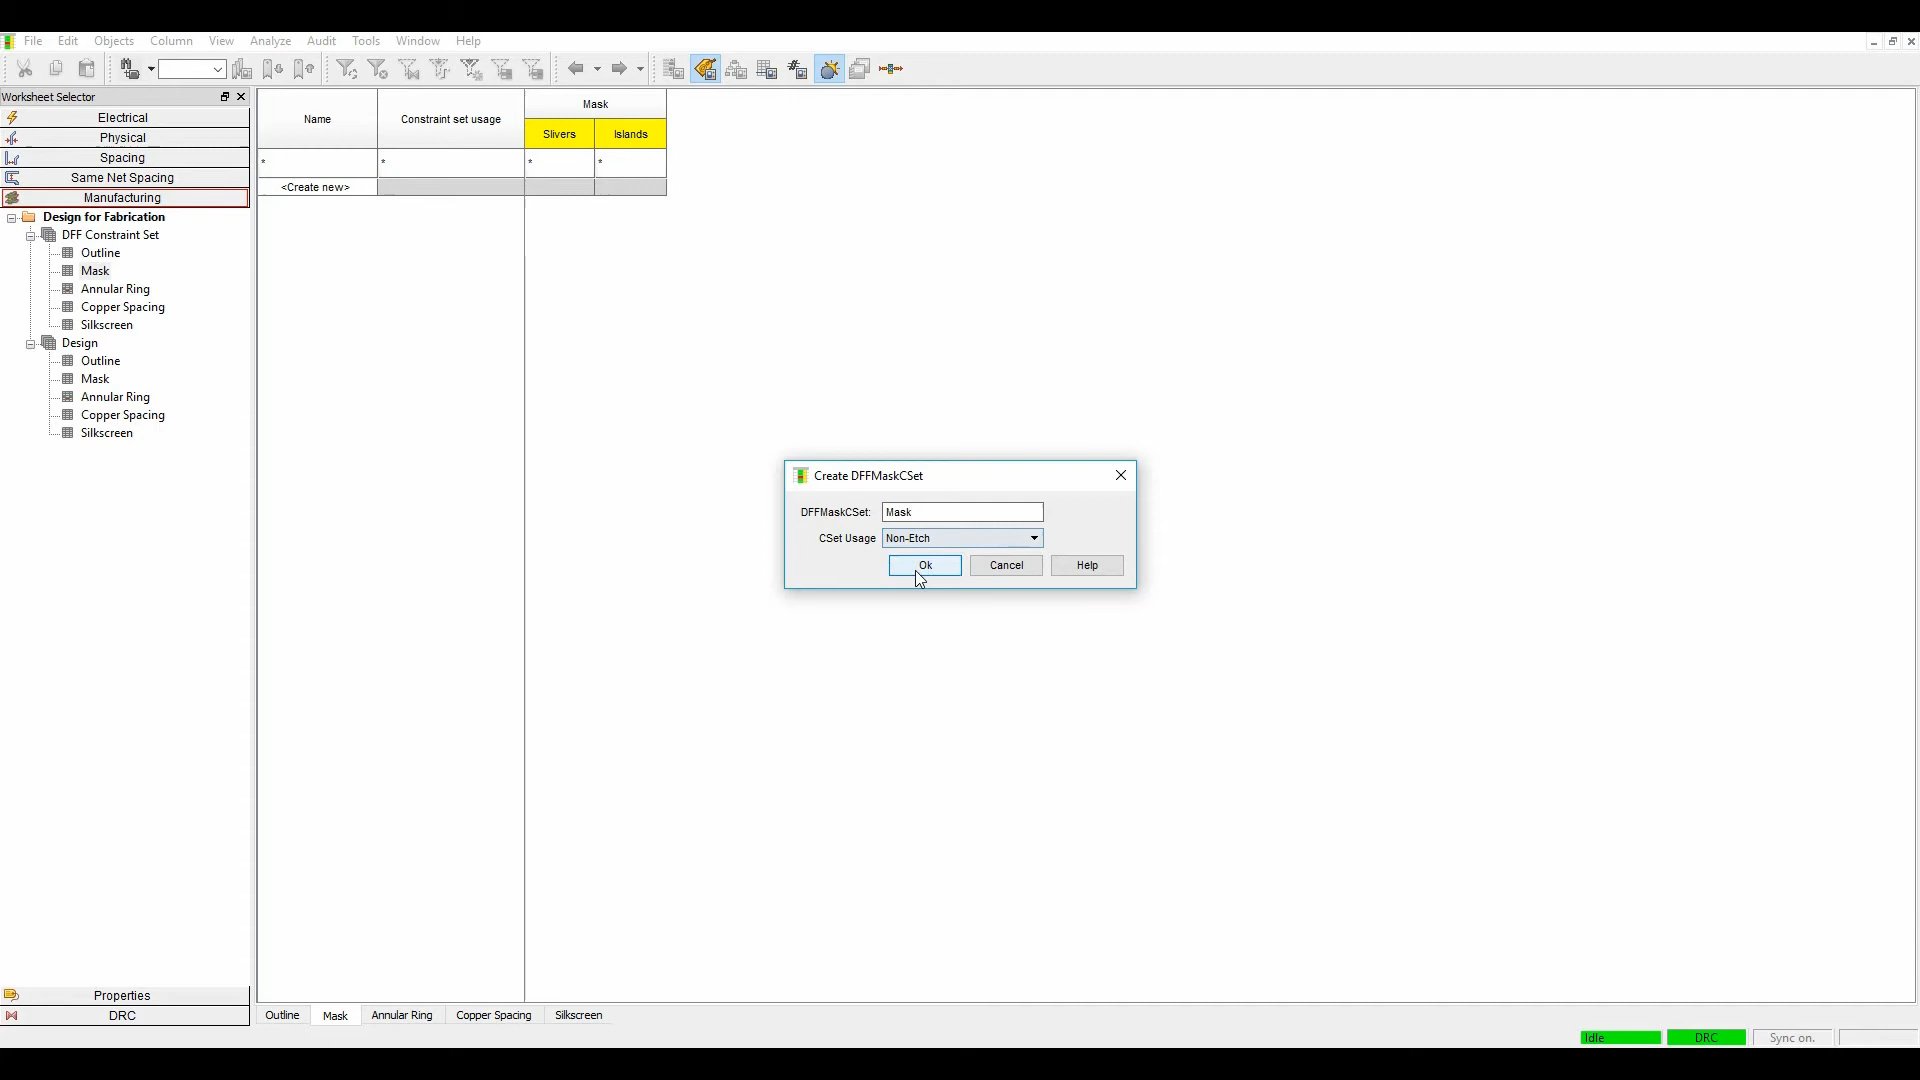 File Edit Objects Column View Analyze Audit Tools Window Help
Worksheet Selector
Electrical
Physical
Spacing
Same Net Spacing
Manufacturing
Design for Fabrication
DFF Constraint Set
Outline
Mask
Annular Ring
Copper Spacing
Silkscreen
Design
Outline
Mask
Annular Ring
Copper Spacing
Silkscreen
Properties
DRC
Name Constraint set usage Mask
Slivers Islands
* * * *
<Create new>
Create DFFMaskCSet
DFFMaskCSet: Mask
CSet Usage Non-Etch
Ok Cancel Help
Outline Mask Annular Ring Copper Spacing Silkscreen
Idle DRC Sync on.